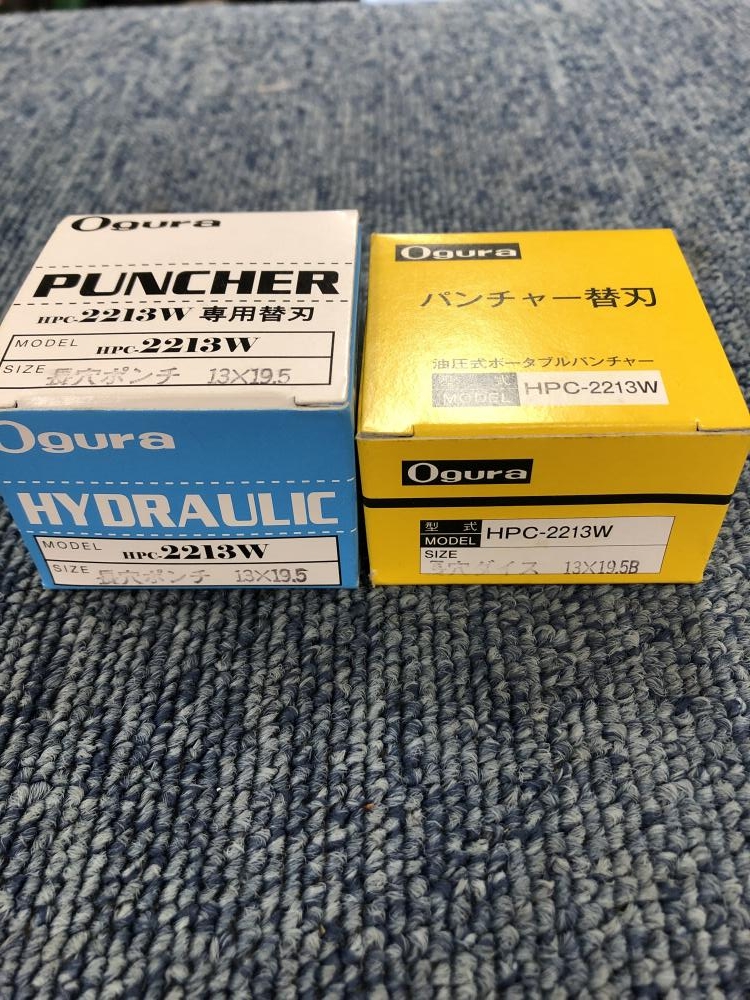 Ogura
PUNCHER
HPC-2213W 専用替刃
MODEL HPC-2213W
SIZE 長穴ポンチ 13×19.5
Ogura
HYDRAULIC
MODEL HPC-2213W
SIZE 長穴ポンチ 13×19.5
Ogura
パンチャー替刃
油圧式ポータブルパンチャー
型式
MODEL HPC-2213W
Ogura
型式
MODEL HPC-2213W
SIZE
長穴ダイス 13×19.5B